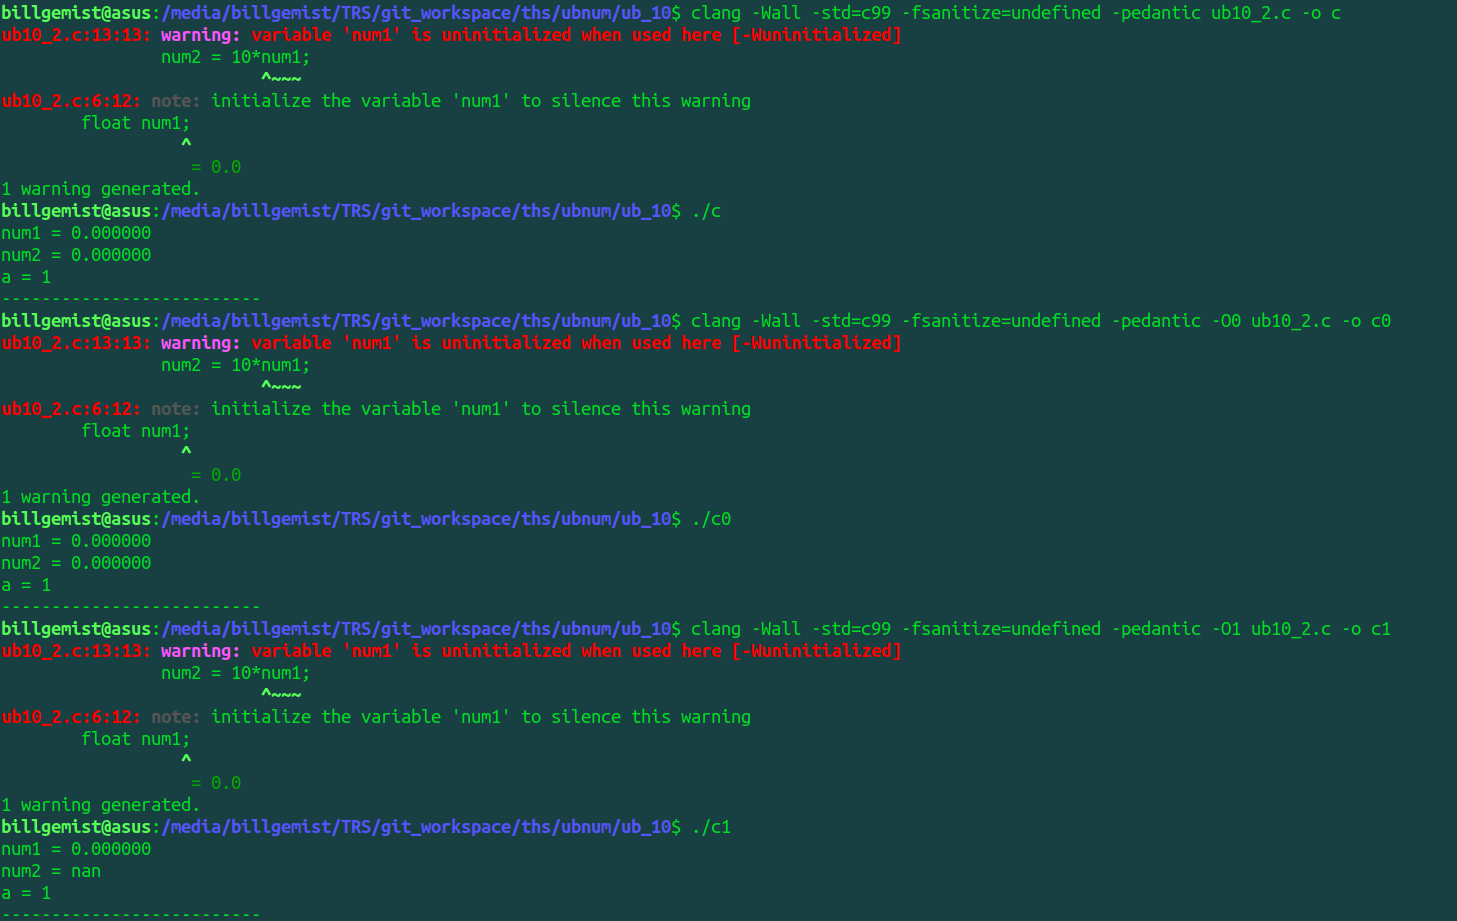 billgemist@asus:/media/billgemist/TRS/git_workspace/ths/ubnum/ub_10$ clang -Wall -std=c99 -fsanitize=undefined -pedantic ub10_2.c -o c
ub10_2.c:13:13: warning: variable 'num1' is uninitialized when used here [-Wuninitialized]
                num2 = 10*num1;
                          ^~~~
ub10_2.c:6:12: note: initialize the variable 'num1' to silence this warning
        float num1;
                  ^
                   = 0.0
1 warning generated.
billgemist@asus:/media/billgemist/TRS/git_workspace/ths/ubnum/ub_10$ ./c
num1 = 0.000000
num2 = 0.000000
a = 1
--------------------------
billgemist@asus:/media/billgemist/TRS/git_workspace/ths/ubnum/ub_10$ clang -Wall -std=c99 -fsanitize=undefined -pedantic -O0 ub10_2.c -o c0
ub10_2.c:13:13: warning: variable 'num1' is uninitialized when used here [-Wuninitialized]
                num2 = 10*num1;
                          ^~~~
ub10_2.c:6:12: note: initialize the variable 'num1' to silence this warning
        float num1;
                  ^
                   = 0.0
1 warning generated.
billgemist@asus:/media/billgemist/TRS/git_workspace/ths/ubnum/ub_10$ ./c0
num1 = 0.000000
num2 = 0.000000
a = 1
--------------------------
billgemist@asus:/media/billgemist/TRS/git_workspace/ths/ubnum/ub_10$ clang -Wall -std=c99 -fsanitize=undefined -pedantic -O1 ub10_2.c -o c1
ub10_2.c:13:13: warning: variable 'num1' is uninitialized when used here [-Wuninitialized]
                num2 = 10*num1;
                          ^~~~
ub10_2.c:6:12: note: initialize the variable 'num1' to silence this warning
        float num1;
                  ^
                   = 0.0
1 warning generated.
billgemist@asus:/media/billgemist/TRS/git_workspace/ths/ubnum/ub_10$ ./c1
num1 = 0.000000
num2 = nan
a = 1
--------------------------